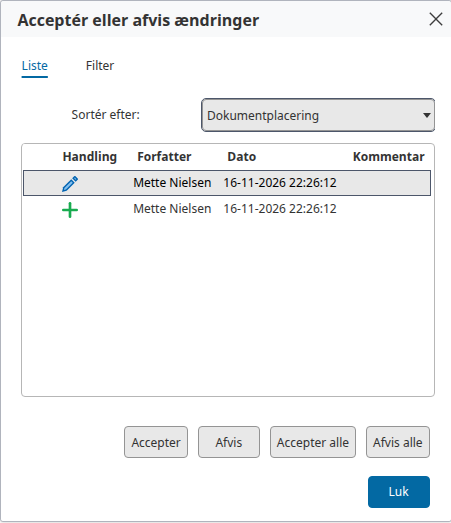 Acceptér eller afvis ændringer
Liste Filter
Sortér efter: Dokumentplacering
Handling Forfatter Dato Kommentar
Mette Nielsen 16-11-2026 22:26:12
Mette Nielsen 16-11-2026 22:26:12
Accepter Afvis Accepter alle Afvis alle
Luk